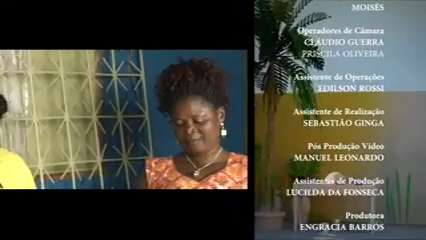 MOISÉS
Operadores de Câmara
CLÁUDIO GUERRA
PRISCILA OLIVEIRA
Assistente de Operações
EDILSON ROSSI
Assistente de Realização
SEBASTIÃO GINGA
Pós Produção Video
MANUEL LEONARDO
Assistentes de Produção
LUCILDA DA FONSECA
Produtora
ENGRACIA BARROS